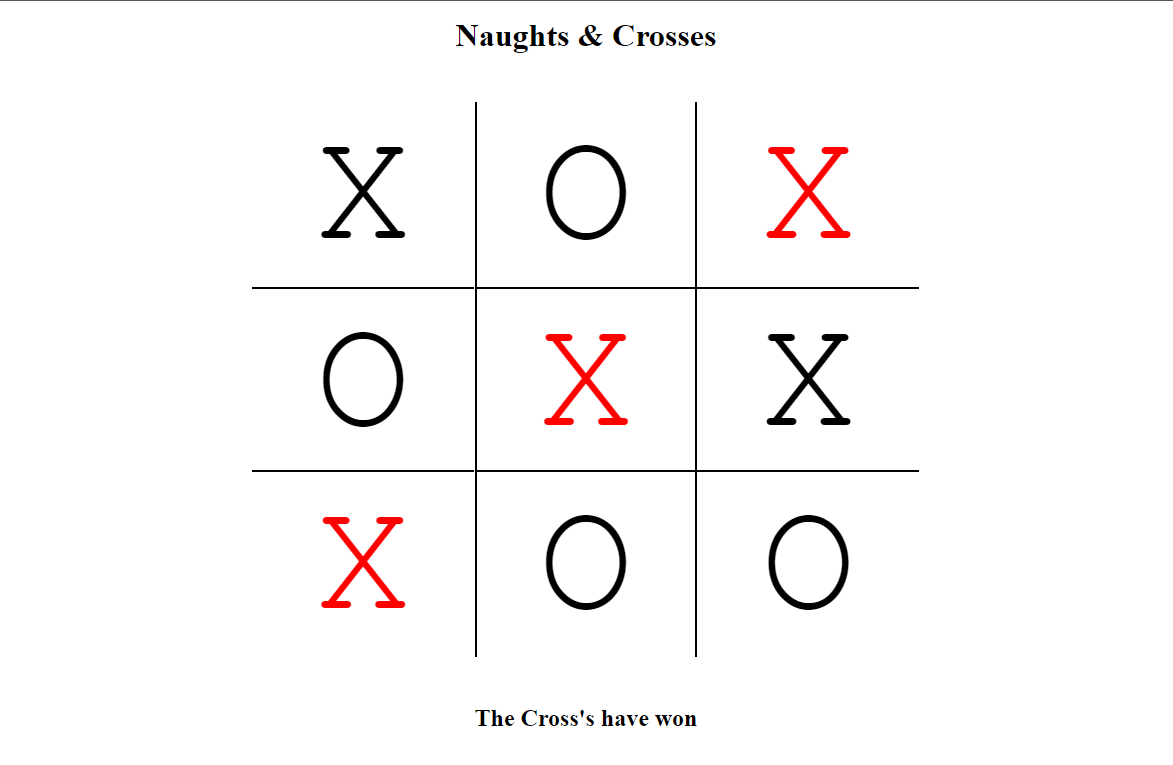 Naughts & Crosses
X O X
O X X
X O O
The Cross's have won